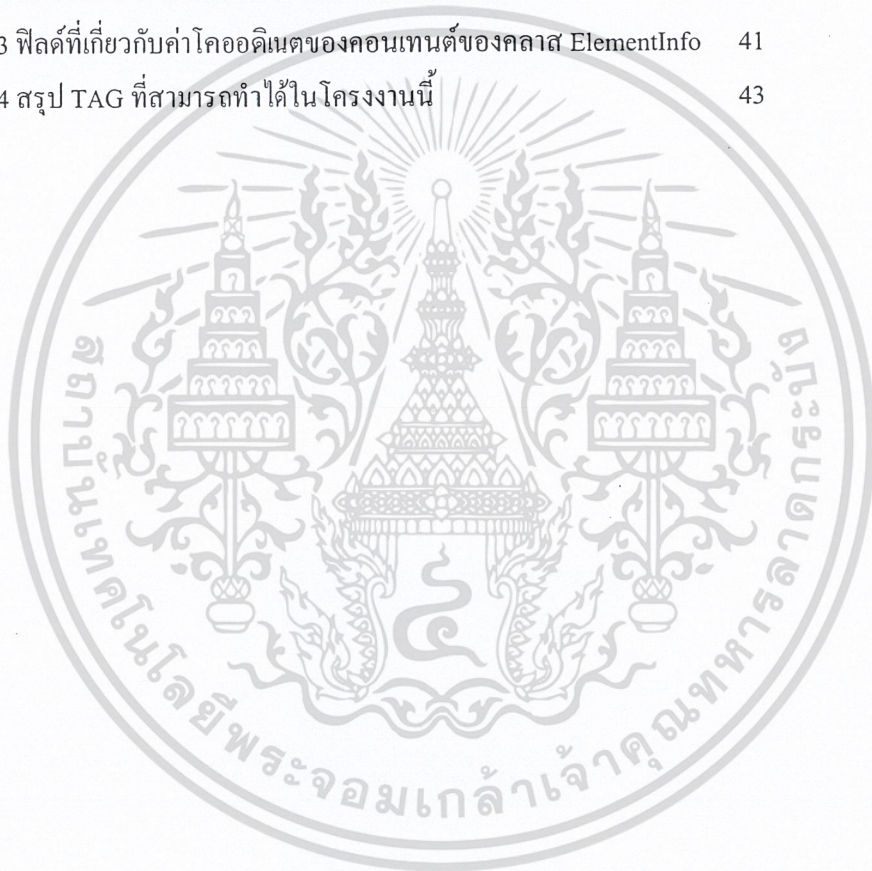 3 ฟิลด์ที่เกี่ยวกับค่าโคออดิเนตของคอนเทนต์ของคลาส ElementInfo 41
4 สรุป TAG ที่สามารถทำได้ในโครงงานนี้ 43
สถาบันเทคโนโลยีพระจอมเกล้าเจ้าคุณทหารลาดกระบัง
๔